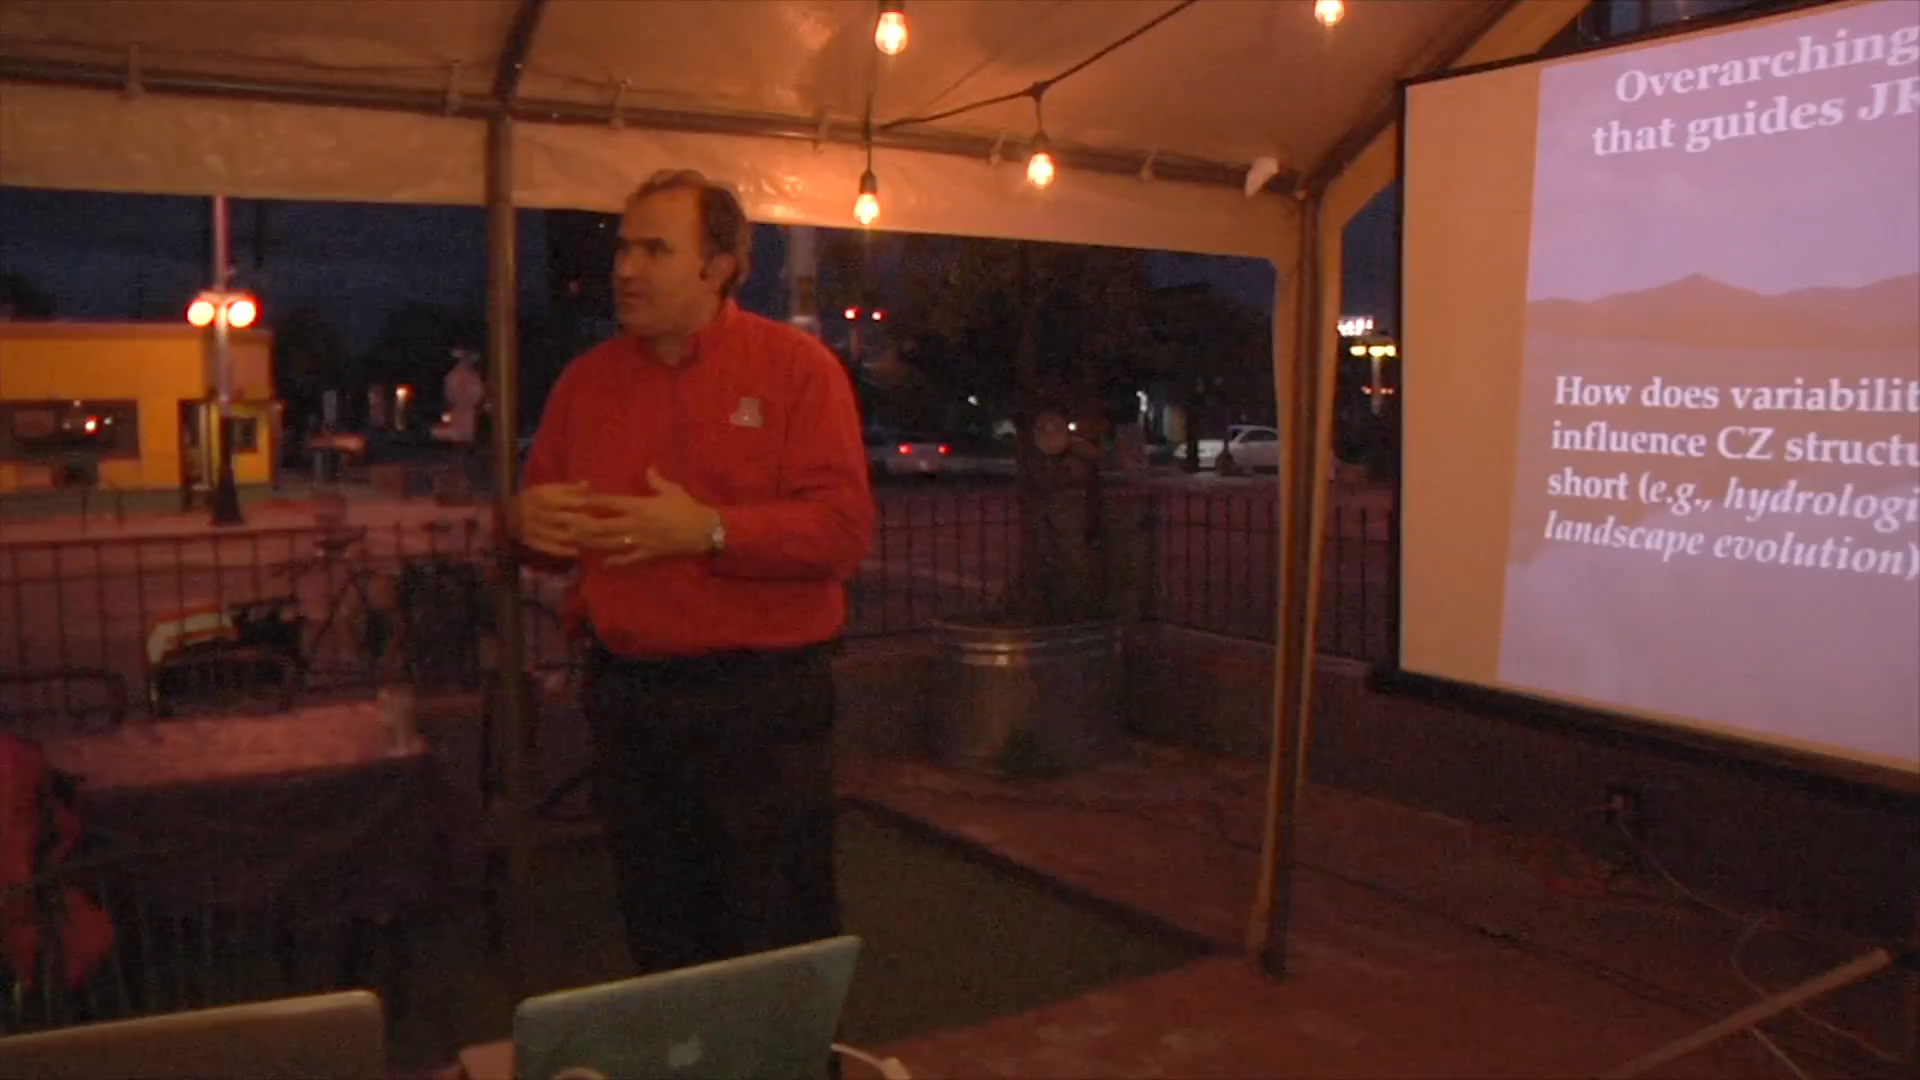 Overarching
that guides JR
How does variabilit
influence CZ structu
short (e.g., hydrologi
landscape evolution)